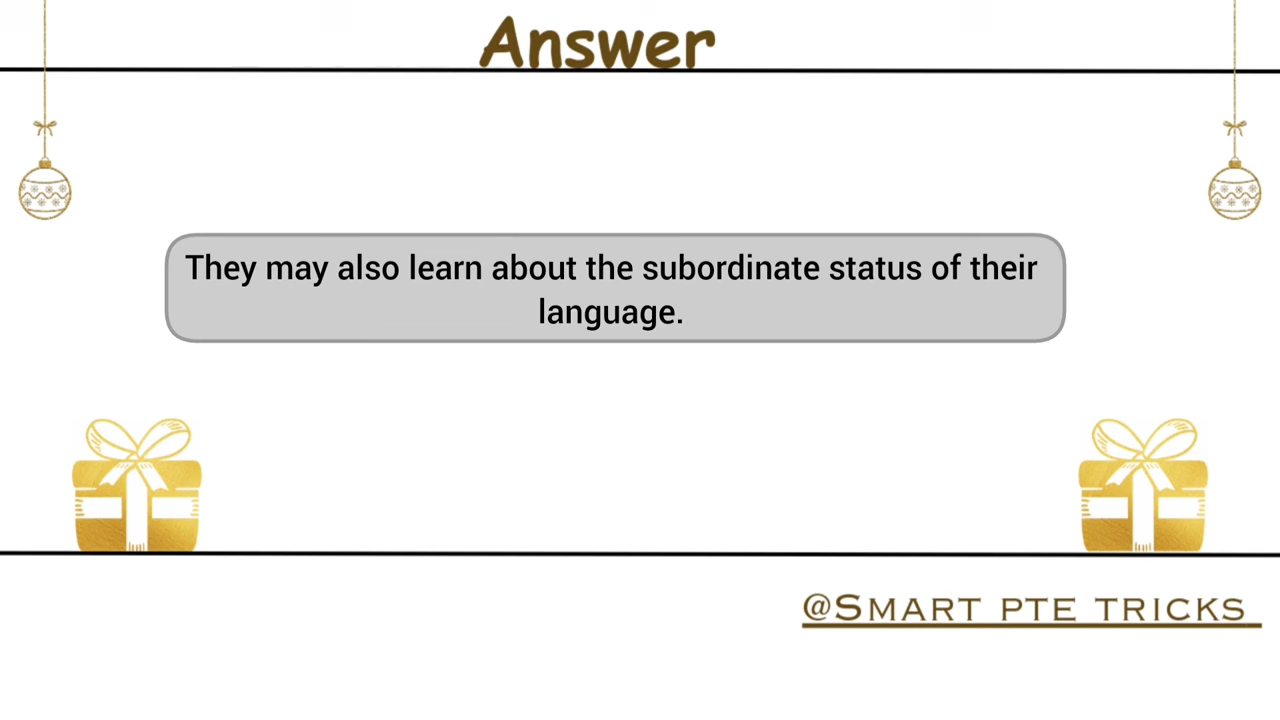 Answer
They may also learn about the subordinate status of their
language.
@SMART PTE TRICKS